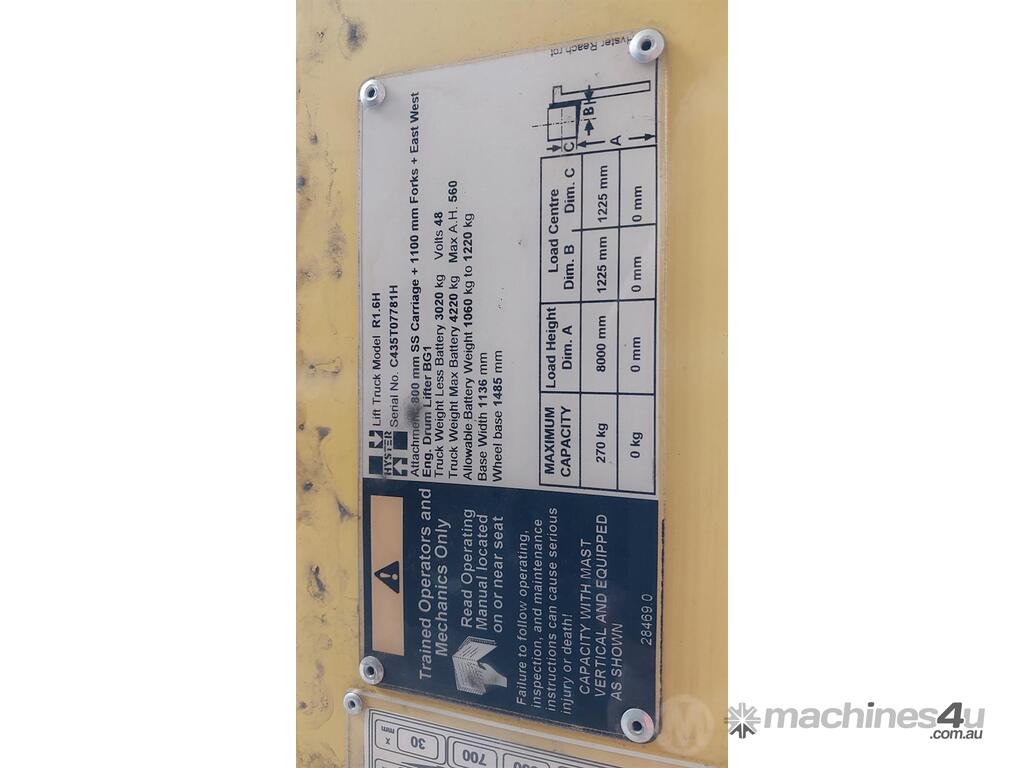 Hyster Reach.rpt
HYSTER
Lift Truck Model R1.6H
Serial No. C435T07781H
Attachment 800 mm SS Carriage + 1100 mm Forks + East West
Eng. Drum Lifter BG1
Truck Weight Less Battery 3020 kg Volts 48
Truck Weight Max Battery 4220 kg Max A.H. 560
Allowable Battery Weight 1060 kg to 1220 kg
Base Width 1136 mm
Wheel base 1485 mm
MAXIMUM CAPACITY Load Height Dim. A Load Centre Dim. B Dim. C
270 kg 8000 mm 1225 mm 1225 mm
0 kg 0 mm 0 mm 0 mm
A
B
C
Trained Operators and
Mechanics Only
Read Operating
Manual located
on or near seat
Failure to follow operating,
inspection, and maintenance
instructions can cause serious
injury or death!
CAPACITY WITH MAST
VERTICAL AND EQUIPPED
AS SHOWN
28469.0
x
mm
30
700
machines4u
.com.au